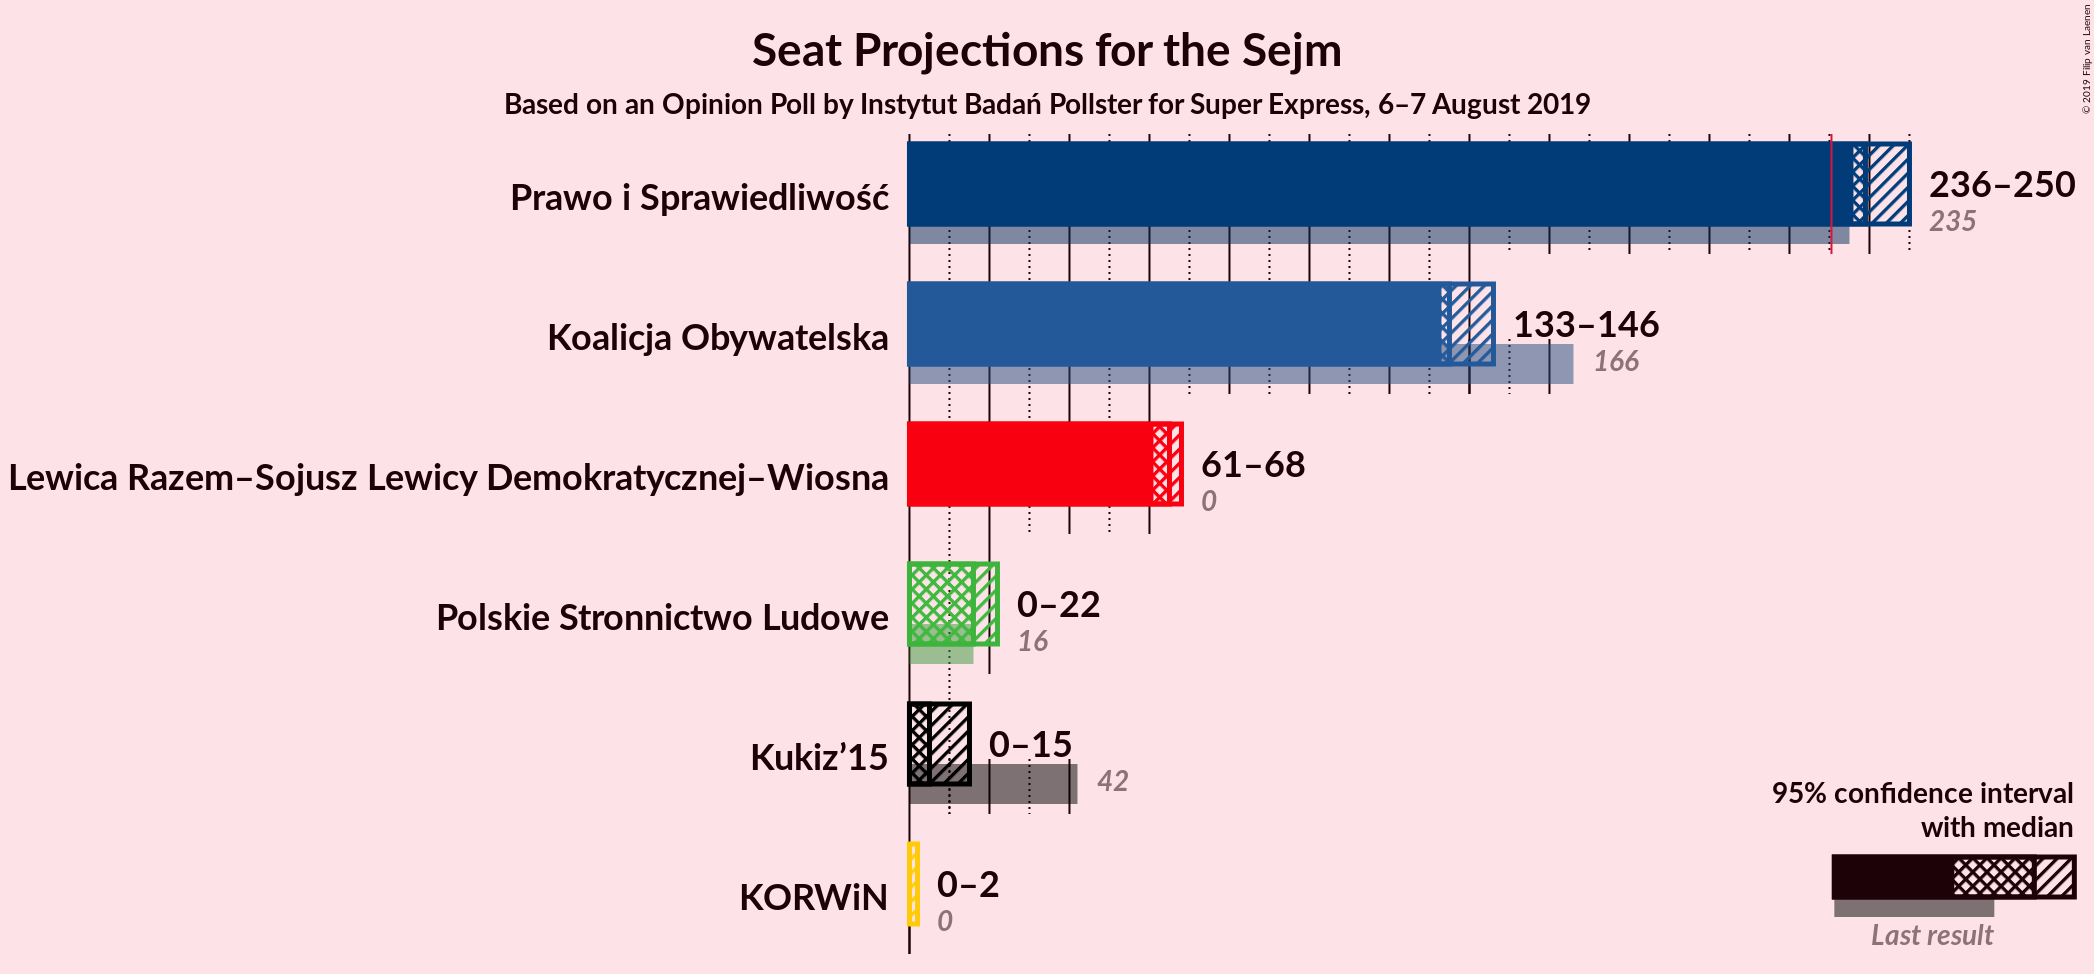 Seat Projections for the Sejm
Based on an Opinion Poll by Instytut Badań Pollster for Super Express, 6–7 August 2019
© 2019 Filip van Laenen
Prawo i Sprawiedliwość
236–250
235
Koalicja Obywatelska
133–146
166
Lewica Razem–Sojusz Lewicy Demokratycznej–Wiosna
61–68
0
Polskie Stronnictwo Ludowe
0–22
16
Kukiz’15
0–15
42
KORWiN
0–2
0
95% confidence interval
with median
Last result